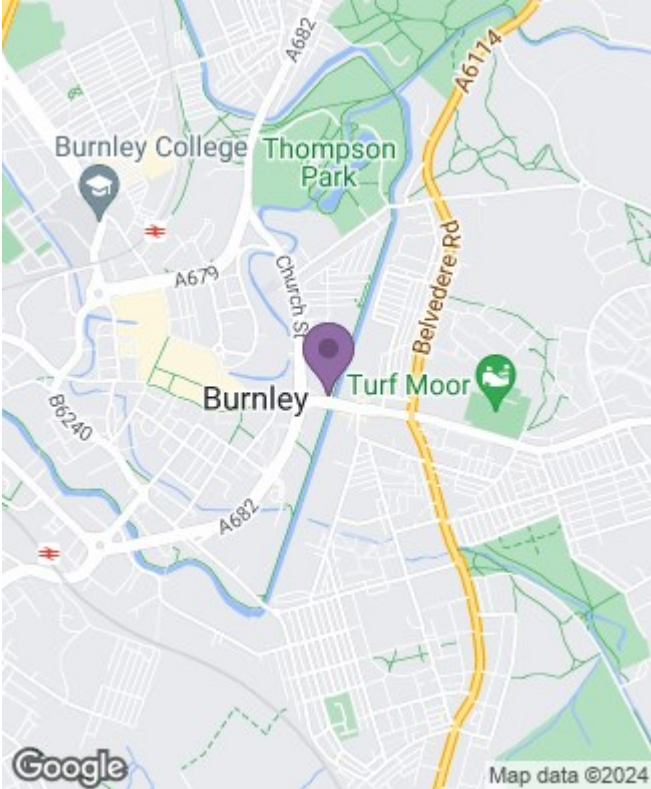 A682
A6114
Burnley College
Thompson
Park
Belvedere Rd
A679
Church St
Turf Moor
Burnley
B6240
A682
Google
Map data ©2024